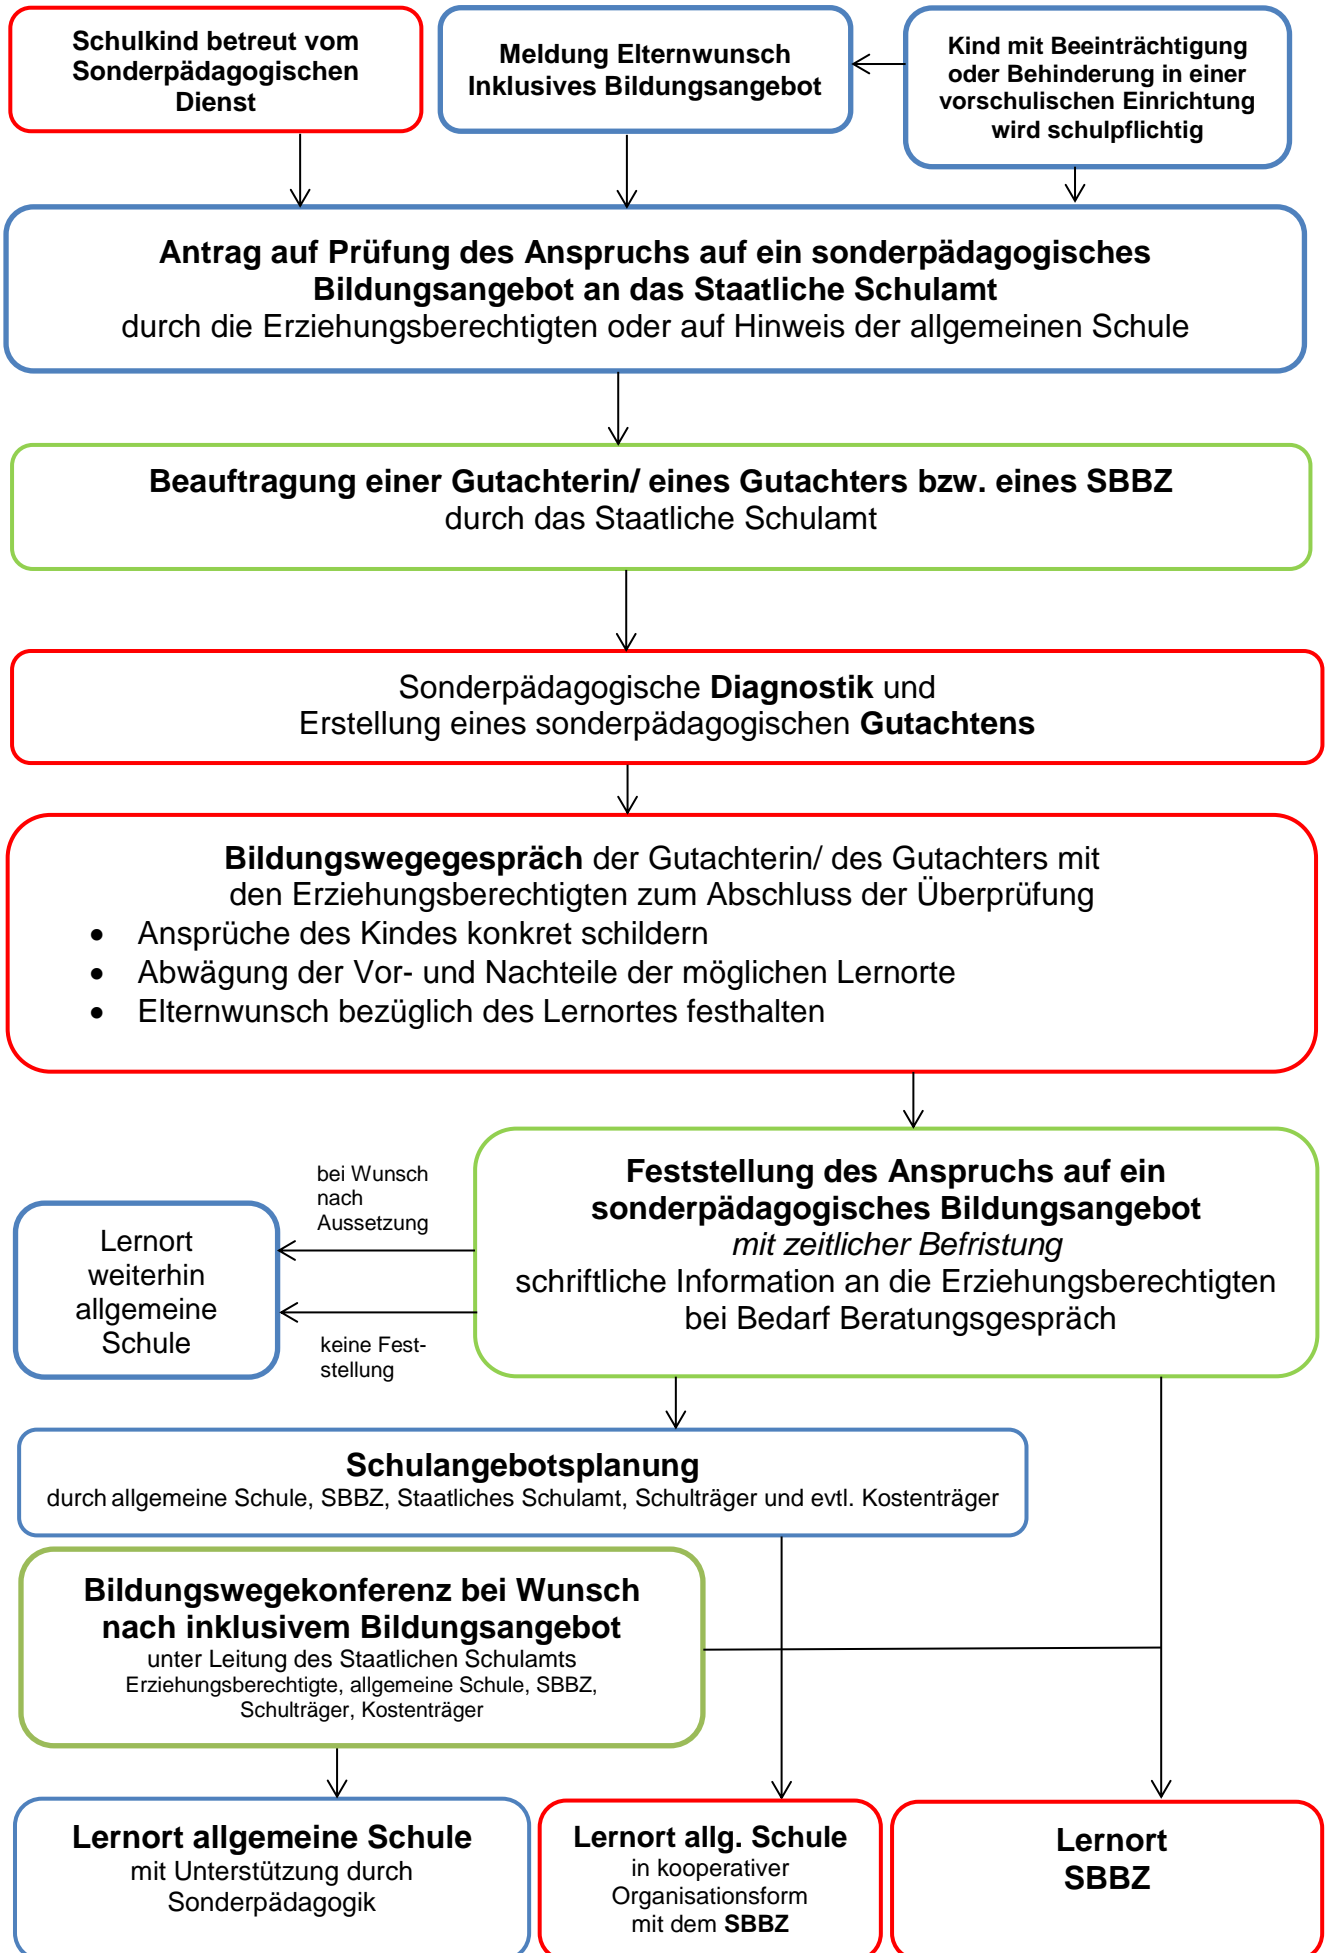 Schulkind betreut vom
Sonderpädagogischen
Dienst
Meldung Elternwunsch
Inklusives Bildungsangebot
Kind mit Beeinträchtigung
oder Behinderung in einer
vorschulischen Einrichtung
wird schulpflichtig
Antrag auf Prüfung des Anspruchs auf ein sonderpädagogisches
Bildungsangebot an das Staatliche Schulamt
durch die Erziehungsberechtigten oder auf Hinweis der allgemeinen Schule
Beauftragung einer Gutachterin/ eines Gutachters bzw. eines SBBZ
durch das Staatliche Schulamt
Sonderpädagogische Diagnostik und
Erstellung eines sonderpädagogischen Gutachtens
Bildungswegegespräch der Gutachterin/ des Gutachters mit
den Erziehungsberechtigten zum Abschluss der Überprüfung
• Ansprüche des Kindes konkret schildern
• Abwägung der Vor- und Nachteile der möglichen Lernorte
• Elternwunsch bezüglich des Lernortes festhalten
bei Wunsch
nach
Aussetzung
Feststellung des Anspruchs auf ein
sonderpädagogisches Bildungsangebot
mit zeitlicher Befristung
schriftliche Information an die Erziehungsberechtigten
bei Bedarf Beratungsgespräch
Lernort
weiterhin
allgemeine
Schule
keine Fest-
stellung
Schulangebotsplanung
durch allgemeine Schule, SBBZ, Staatliches Schulamt, Schulträger und evtl. Kostenträger
Bildungswegekonferenz bei Wunsch
nach inklusivem Bildungsangebot
unter Leitung des Staatlichen Schulamts
Erziehungsberechtigte, allgemeine Schule, SBBZ,
Schulträger, Kostenträger
Lernort allgemeine Schule
mit Unterstützung durch
Sonderpädagogik
Lernort allg. Schule
in kooperativer
Organisationsform
mit dem SBBZ
Lernort
SBBZ